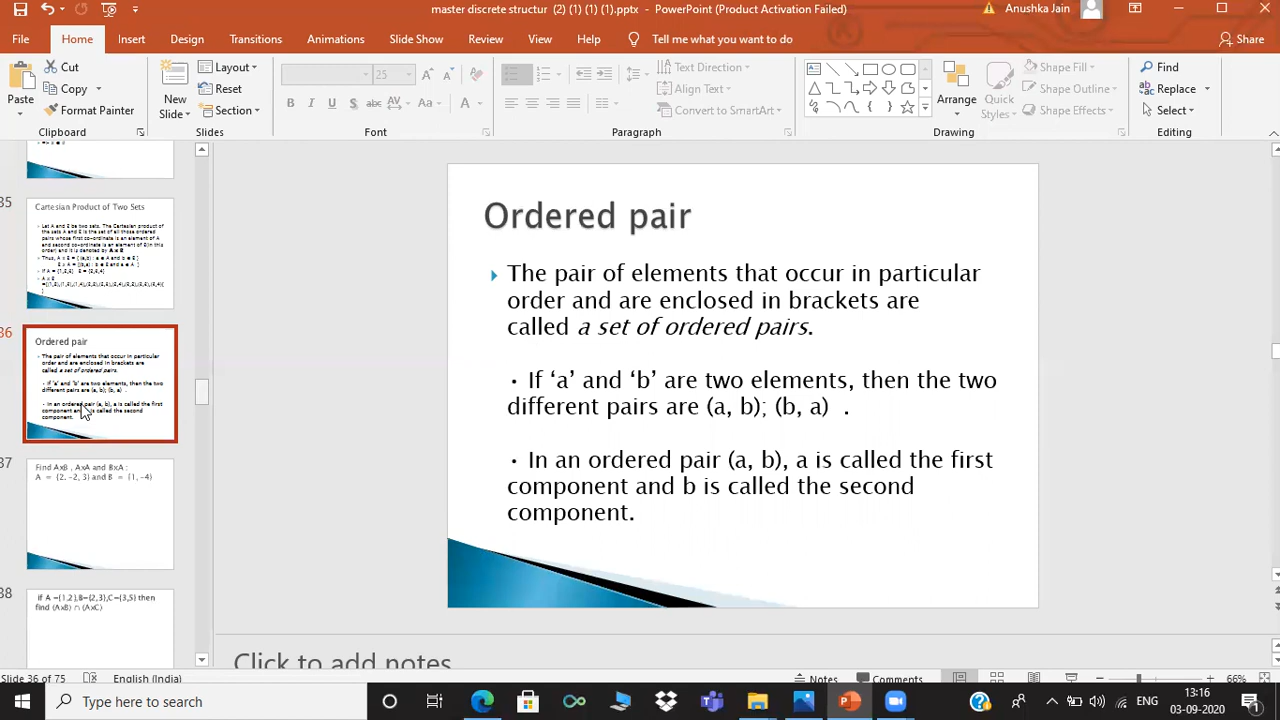 master discrete structur (2) (1) (1) (1).pptx - PowerPoint (Product Activation Failed)
Anushka Jain
File Home Insert Design Transitions Animations Slide Show Review View Help Tell me what you want to do Share
Paste
Cut
Copy
Format Painter
Clipboard
New Slide
Layout
Reset
Section
Slides
25
B I U S abc AV Aa A
Font
Text Direction
Align Text
Convert to SmartArt
Paragraph
Arrange
Quick Styles
Shape Fill
Shape Outline
Shape Effects
Drawing
Find
Replace
Select
Editing
35
Cartesian Product of Two Sets
36
Ordered pair
The pair of elements that occur in particular
order and are enclosed in brackets are
called a set of ordered pairs.
• If 'a' and 'b' are two elements, then the two
different pairs are (a, b); (b, a) .
• In an ordered pair (a, b), a is called the first
component and b is called the second
component.
37
Find AxB , AxA and BxA :
A = {2, -2, 3} and B = {1, -4}
38
if A ={1,2},B={2,3},C={3,5} then
find (AxB) ∩ (AxC)
Ordered pair
The pair of elements that occur in particular
order and are enclosed in brackets are
called a set of ordered pairs.
• If ‘a’ and ‘b’ are two elements, then the two
different pairs are (a, b); (b, a) .
• In an ordered pair (a, b), a is called the first
component and b is called the second
component.
Click to add notes
Slide 36 of 75 English (India) Notes Comments 66%
Type here to search
ENG
13:16
03-09-2020